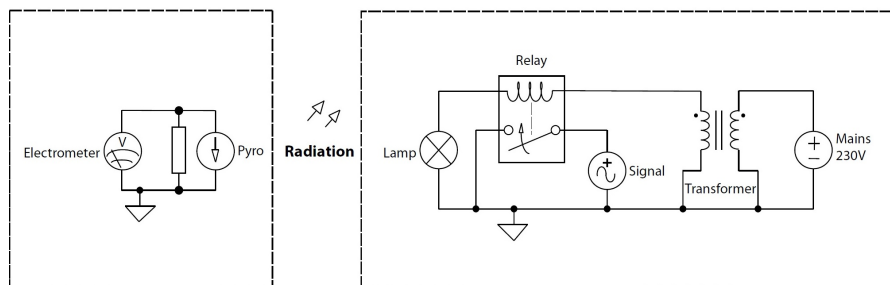 Electrometer
V
Pyro
Radiation
Relay
Lamp
Signal
Transformer
Mains
230V